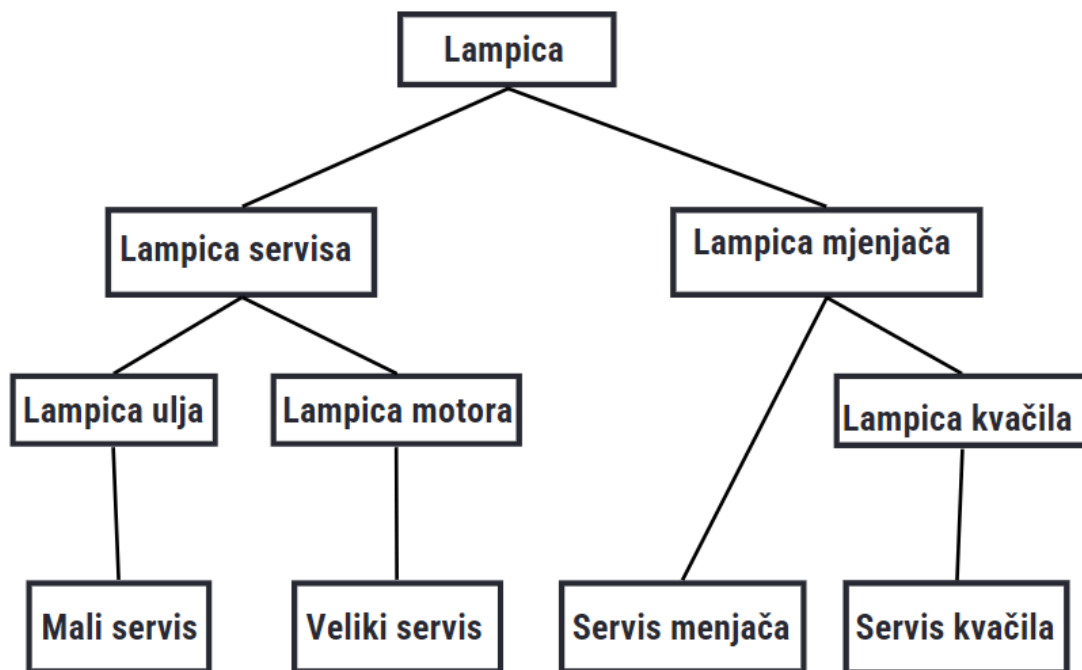 Lampica
Lampica servisa
Lampica mjenjača
Lampica ulja
Lampica motora
Lampica kvačila
Mali servis
Veliki servis
Servis menjača
Servis kvačila